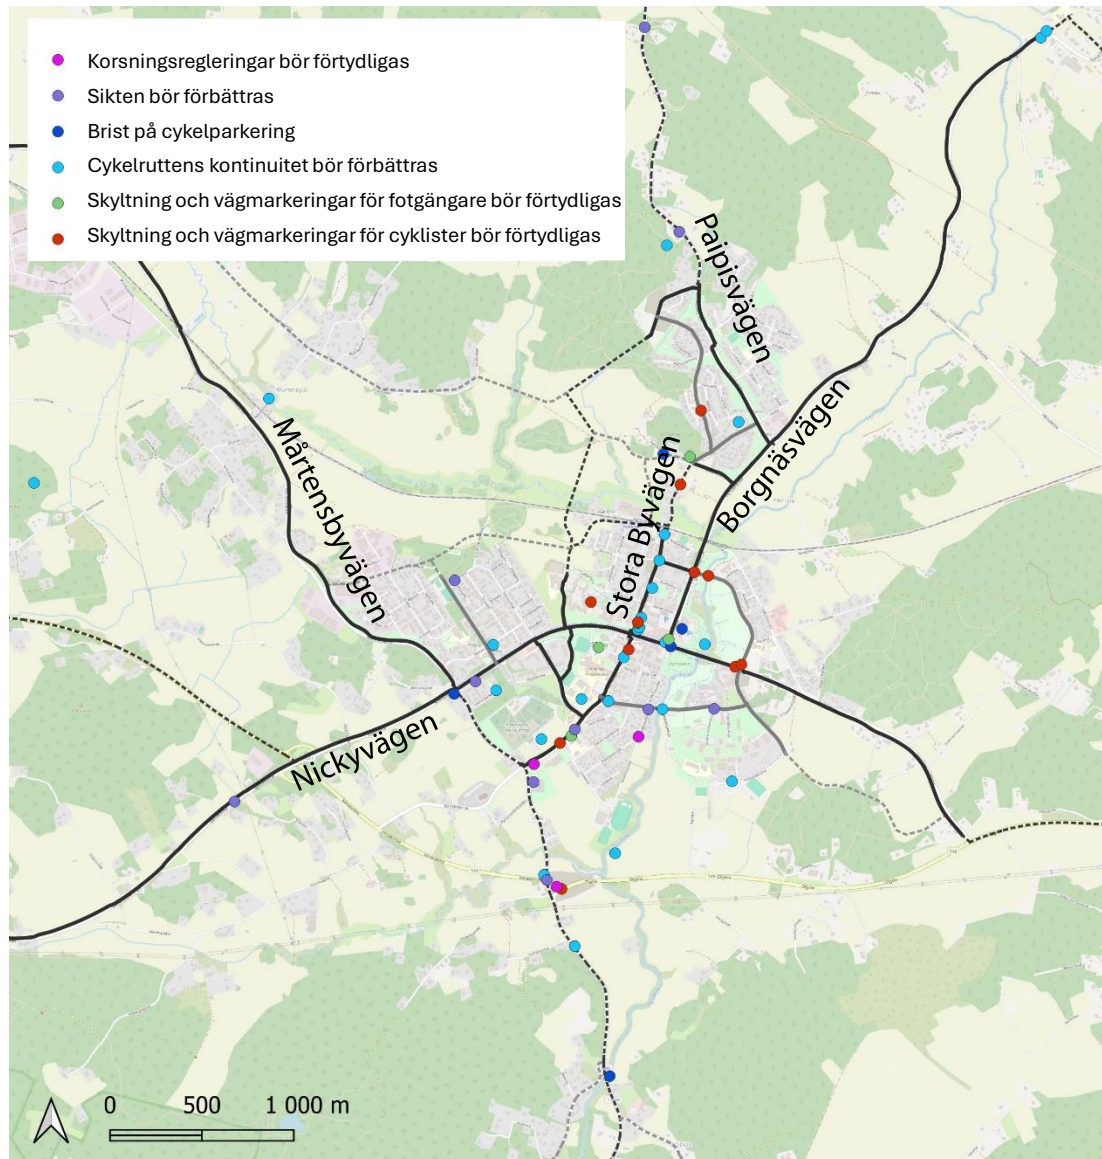 Korsningsregleringar bör förtydligas
Sikten bör förbättras
Brist på cykelparkering
Cykelruttens kontinuitet bör förbättras
Skyltning och vägmarkeringar för fotgängare bör förtydligas
Skyltning och vägmarkeringar för cyklister bör förtydligas
Paipisvägen
Borgnäsvägen
Stora Byvägen
Mårtensbyvägen
Nickyvägen
0 500 1 000 m